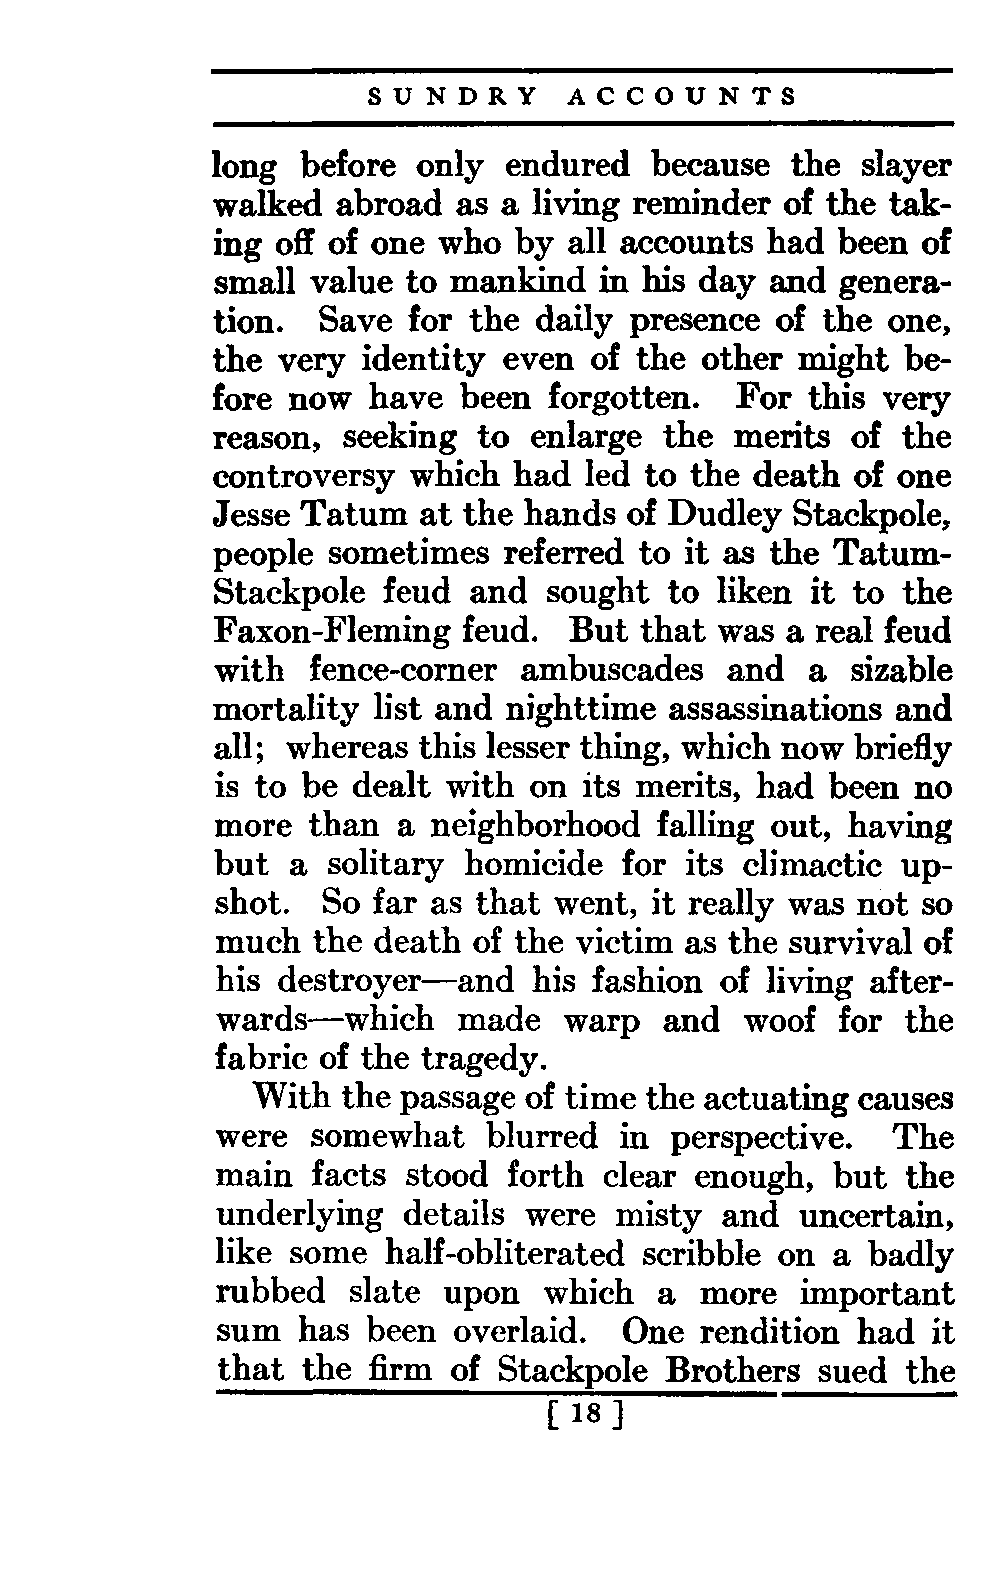 SUNDRY ACCOUNTS
long before only endured because the slayer
walked abroad as a living reminder of the tak-
ing off of one who by all accounts had been of
small value to mankind in his day and genera-
tion. Save for the daily presence of the one,
the very identity even of the other might be-
fore now have been forgotten. For this very
reason, seeking to enlarge the merits of the
controversy which had led to the death of one
Jesse Tatum at the hands of Dudley Stackpole,
people sometimes referred to it as the Tatum-
Stackpole feud and sought to liken it to the
Faxon-Fleming feud. But that was a real feud
with fence-corner ambuscades and a sizable
mortality list and nighttime assassinations and
all; whereas this lesser thing, which now briefly
is to be dealt with on its merits, had been no
more than a neighborhood falling out, having
but a solitary homicide for its climactic up-
shot. So far as that went, it really was not so
much the death of the victim as the survival of
his destroyer—and his fashion of living after-
wards—which made warp and woof for the
fabric of the tragedy.
With the passage of time the actuating causes
were somewhat blurred in perspective. The
main facts stood forth clear enough, but the
underlying details were misty and uncertain,
like some half-obliterated scribble on a badly
rubbed slate upon which a more important
sum has been overlaid. One rendition had it
that the firm of Stackpole Brothers sued the
[ 18 ]